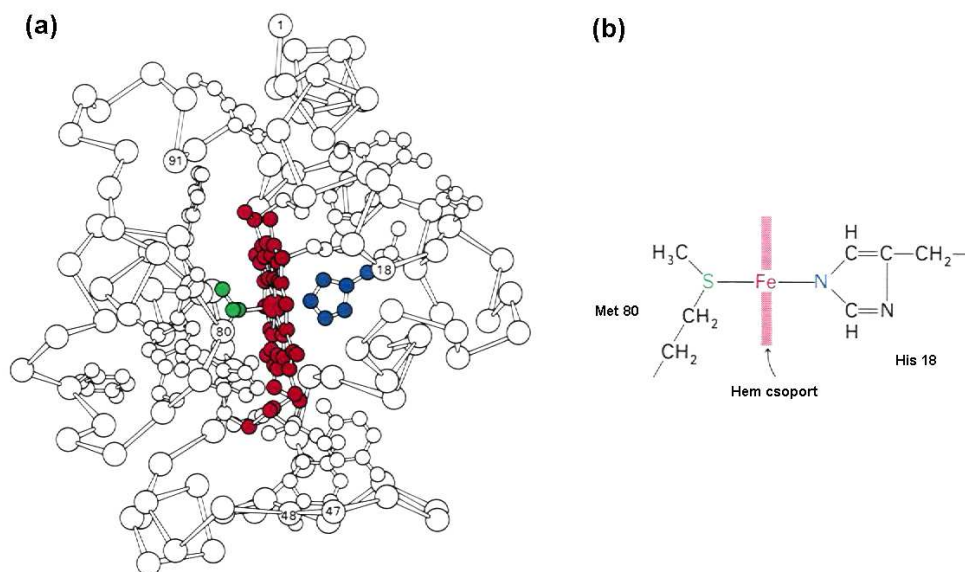 (a)
1
91
18
80
48
47
(b)
H₃C
S
Fe
N
H
CH₂
CH₂
CH₂
C
H
N
Met 80
His 18
Hem csoport